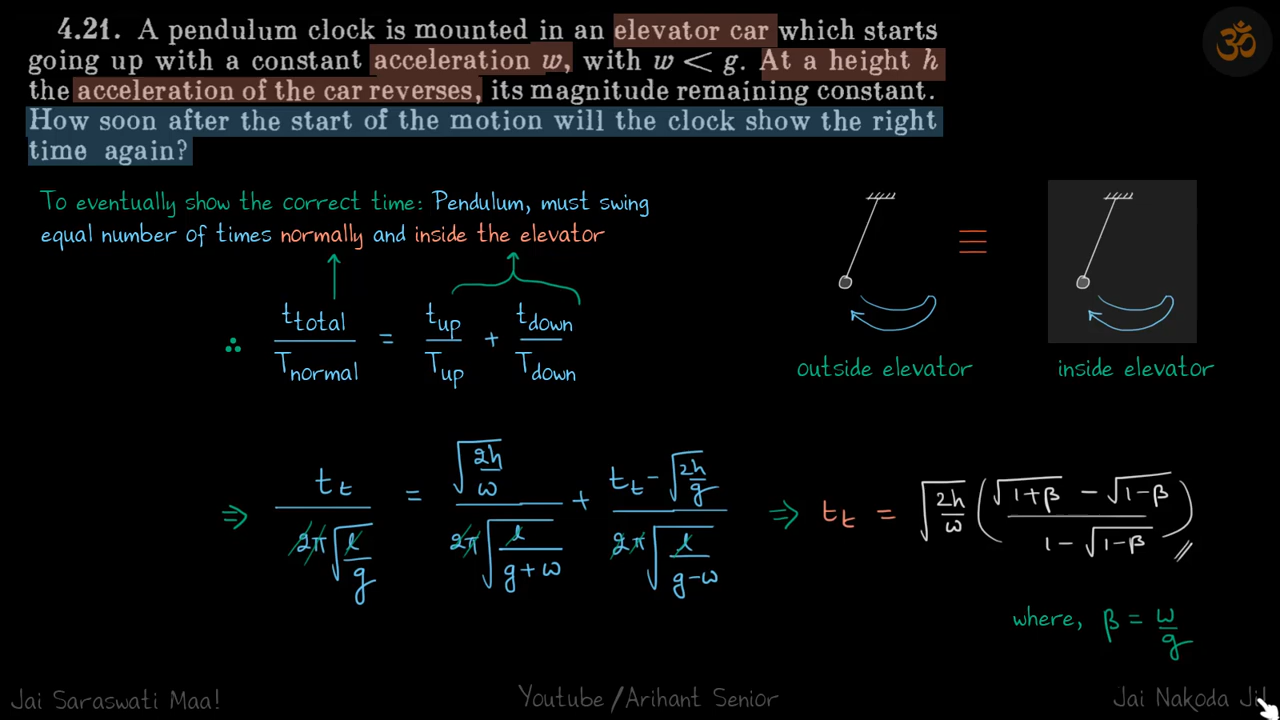 4.21. A pendulum clock is mounted in an elevator car which starts
going up with a constant acceleration w, with w < g. At a height h
the acceleration of the car reverses, its magnitude remaining constant.
How soon after the start of the motion will the clock show the right
time again?
ॐ
To eventually show the correct time: Pendulum, must swing
equal number of times normally and inside the elevator
∴ t_total / T_normal = t_up / T_up + t_down / T_down
outside elevator ≡ inside elevator
⇒ t_t / 2π√(l/g) = √(2h/ω) / 2π√(l/(g+ω)) + (t_t - √(2h/g)) / 2π√(l/(g-ω)) ⇒ t_t = √(2h/ω) ((√(1+β) - √(1-β)) / (1 - √(1-β)))
where, β = ω/g
Jai Saraswati Maa! Youtube/Arihant Senior Jai Nakoda Ji!